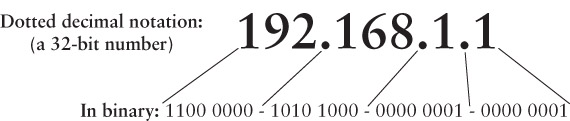 Dotted decimal notation:
(a 32-bit number)
192.168.1.1
In binary: 1100 0000 - 1010 1000 - 0000 0001 - 0000 0001